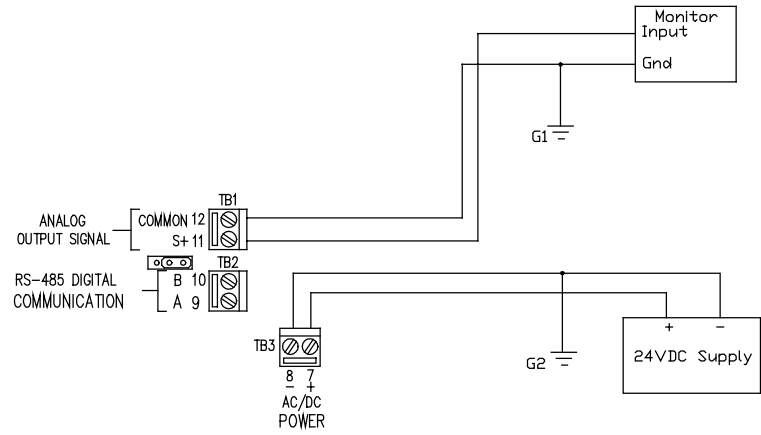 Monitor
Input
Gnd
G1
TB1
ANALOG
OUTPUT SIGNAL
COMMON 12
S+ 11
TB2
RS-485 DIGITAL
COMMUNICATION
B 10
A 9
TB3
8 7
− +
AC/DC
POWER
G2
+ −
24VDC Supply